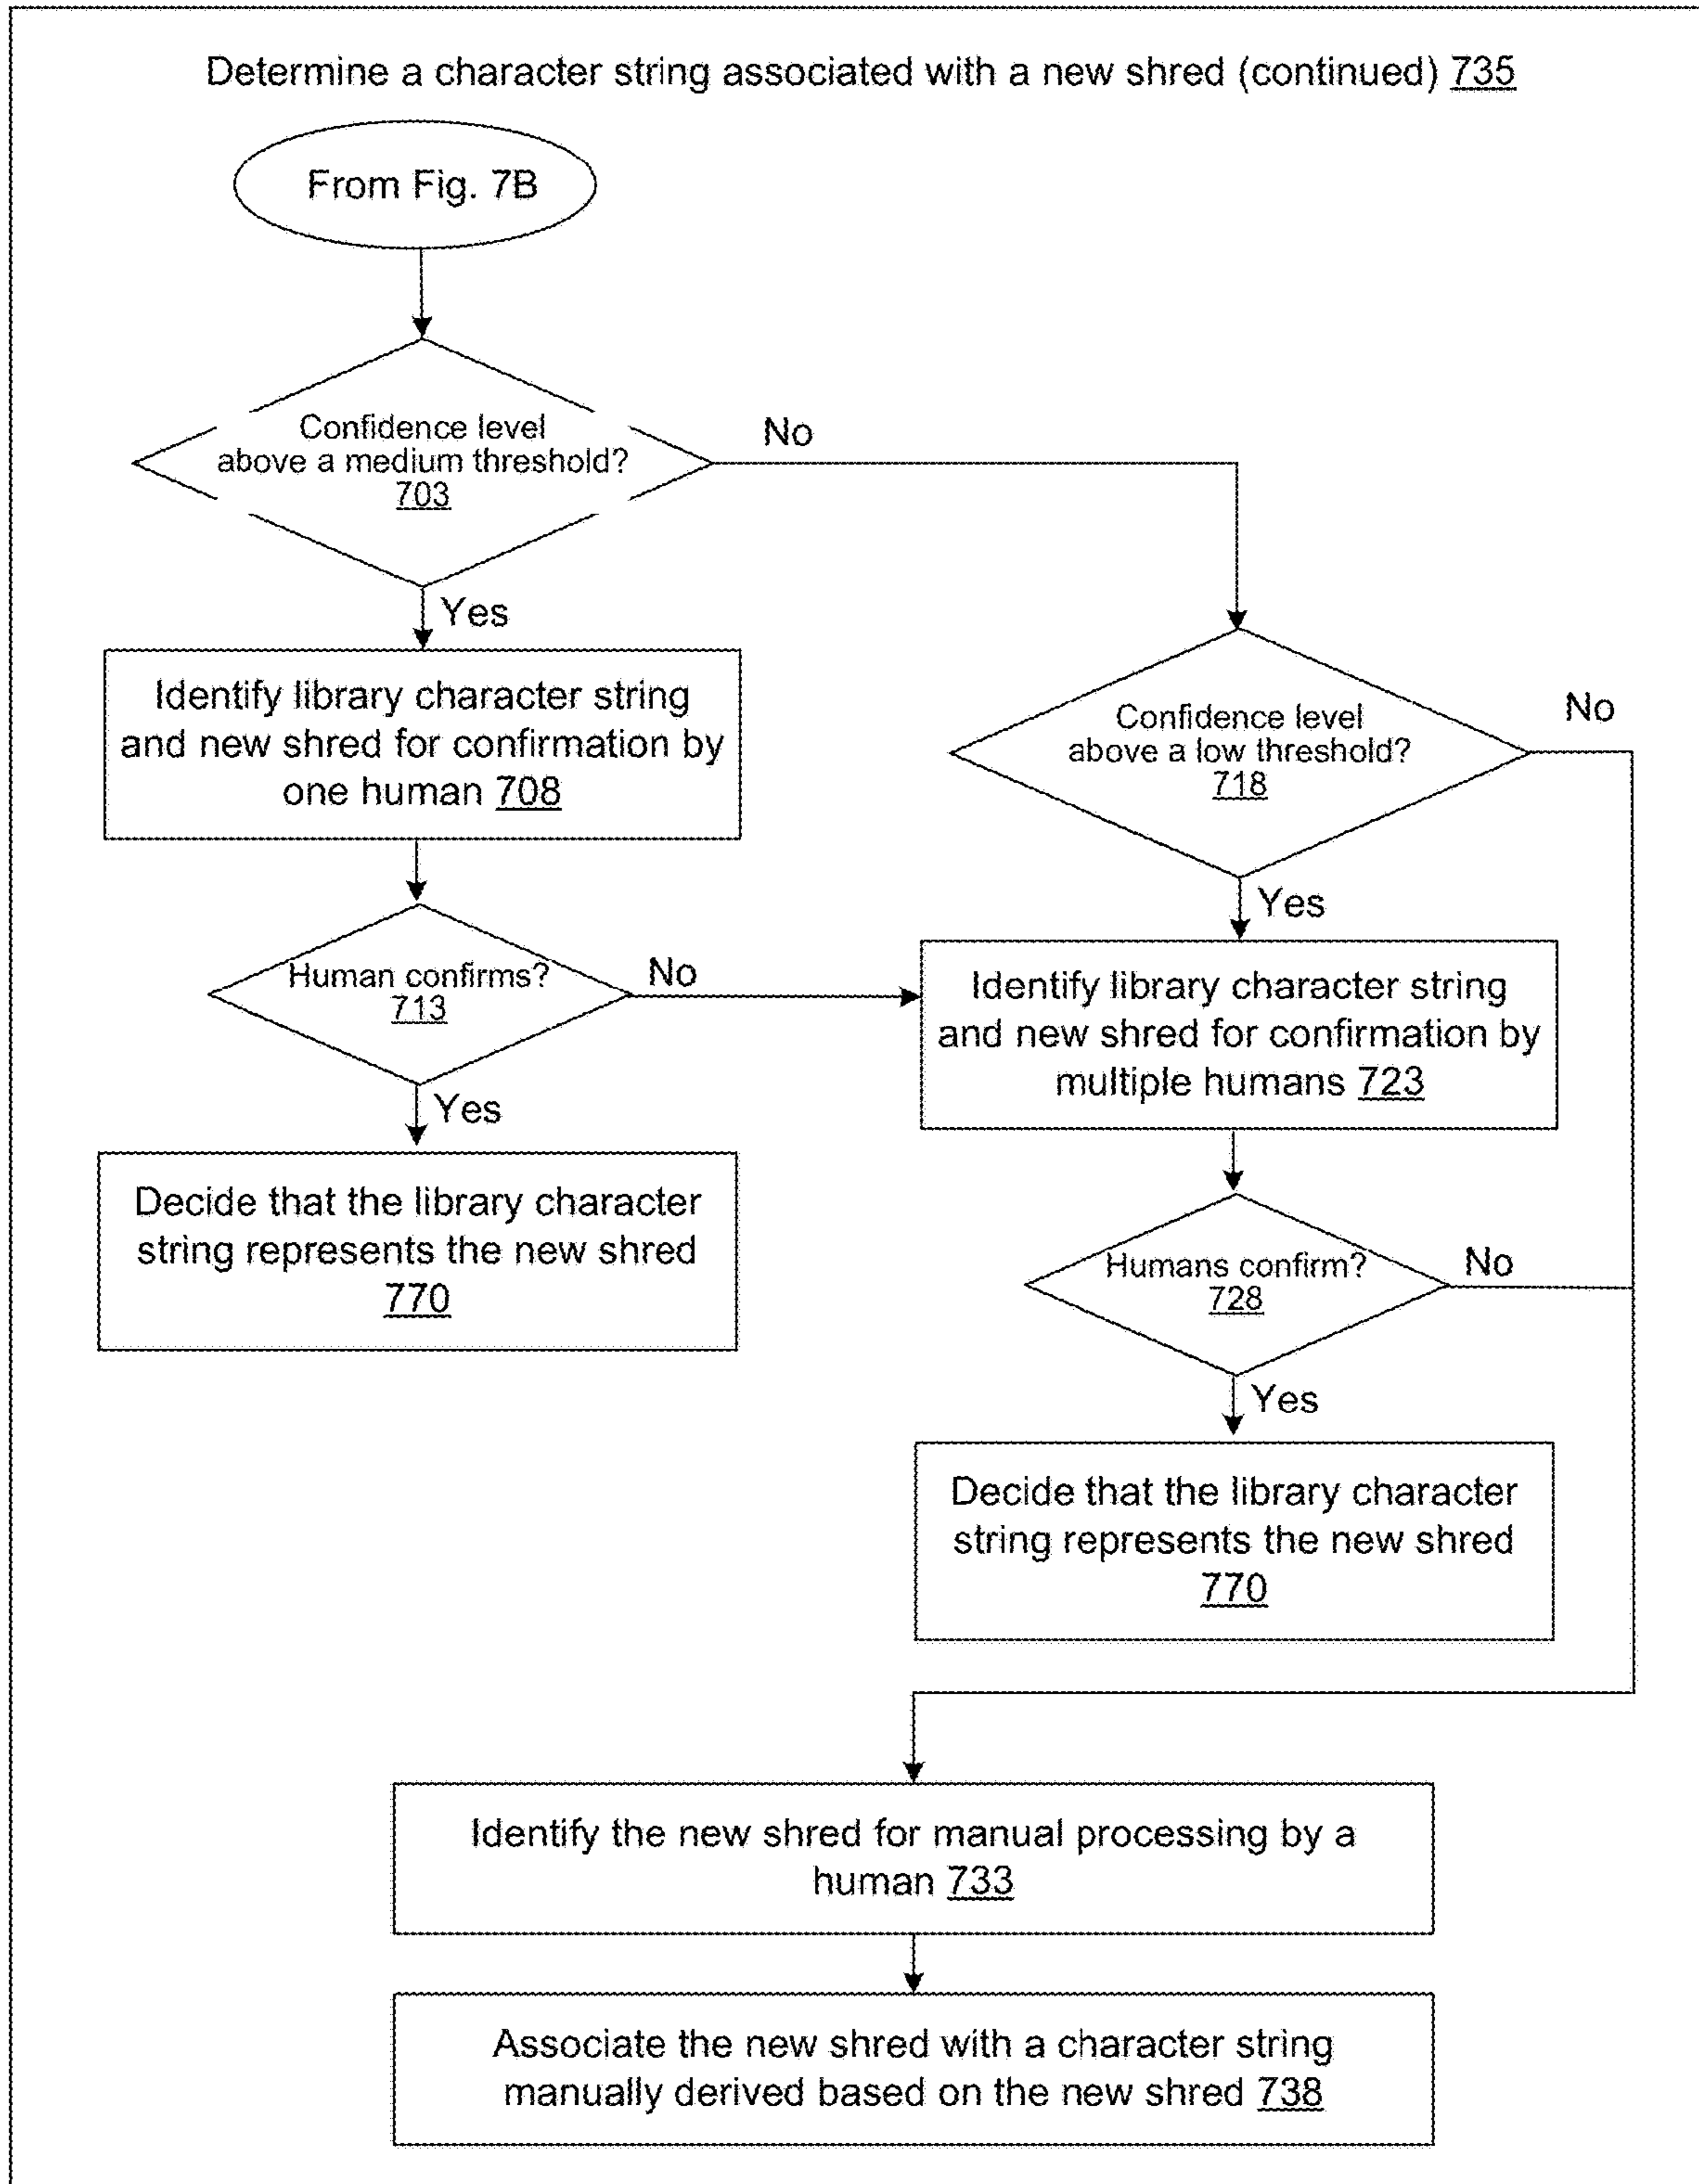 Determine a character string associated with a new shred (continued) 735
From Fig. 7B
Confidence level
above a medium threshold?
703
No
Yes
Identify library character string
and new shred for confirmation by
one human 708
Confidence level
above a low threshold?
718
No
Yes
Human confirms?
713
No
Yes
Identify library character string
and new shred for confirmation by
multiple humans 723
Decide that the library character
string represents the new shred
770
Humans confirm?
728
No
Yes
Decide that the library character
string represents the new shred
770
Identify the new shred for manual processing by a
human 733
Associate the new shred with a character string
manually derived based on the new shred 738